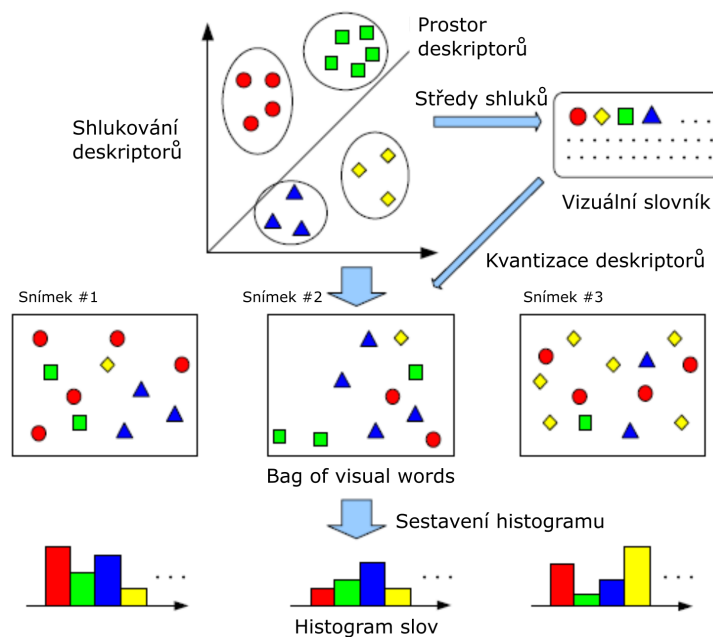 Prostor
deskriptorů
Středy shluků
Shlukování
deskriptorů
Vizuální slovník
Kvantizace deskriptorů
Snímek #1
Snímek #2
Snímek #3
Bag of visual words
Sestavení histogramu
Histogram slov